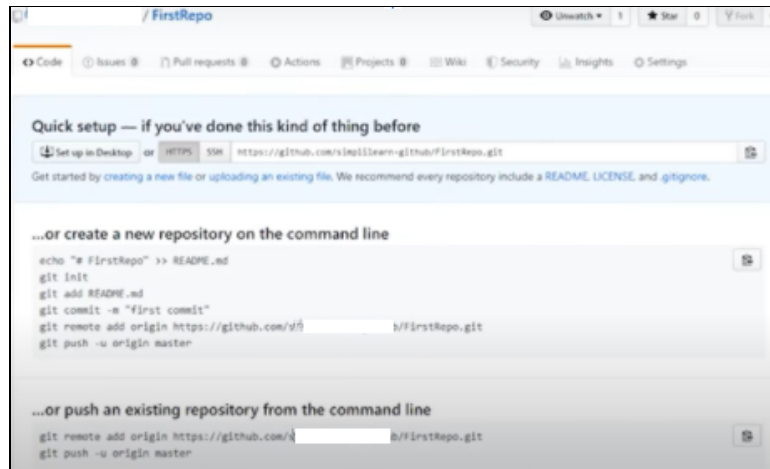 / FirstRepo
Unwatch 1 Star 0 Fork
Code Issues 0 Pull requests 0 Actions Projects 0 Wiki Security Insights Settings
Quick setup — if you've done this kind of thing before
Set up in Desktop or HTTPS SSH https://github.com/simplilearn-github/FirstRepo.git
Get started by creating a new file or uploading an existing file. We recommend every repository include a README, LICENSE, and .gitignore.
...or create a new repository on the command line
echo "# FirstRepo" >> README.md
git init
git add README.md
git commit -m "first commit"
git remote add origin https://github.com/ b/FirstRepo.git
git push -u origin master
...or push an existing repository from the command line
git remote add origin https://github.com/ b/FirstRepo.git
git push -u origin master